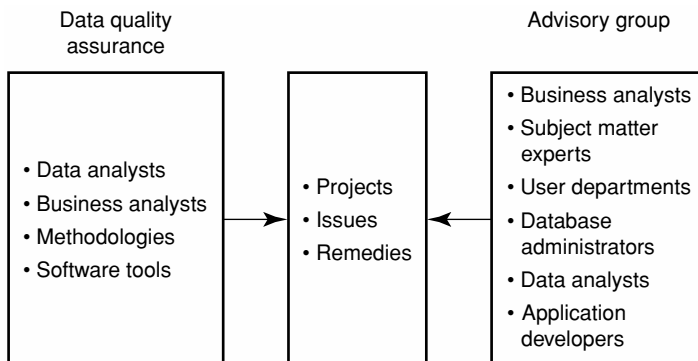 Data quality
assurance
• Data analysts
• Business analysts
• Methodologies
• Software tools
• Projects
• Issues
• Remedies
Advisory group
• Business analysts
• Subject matter
experts
• User departments
• Database
administrators
• Data analysts
• Application
developers